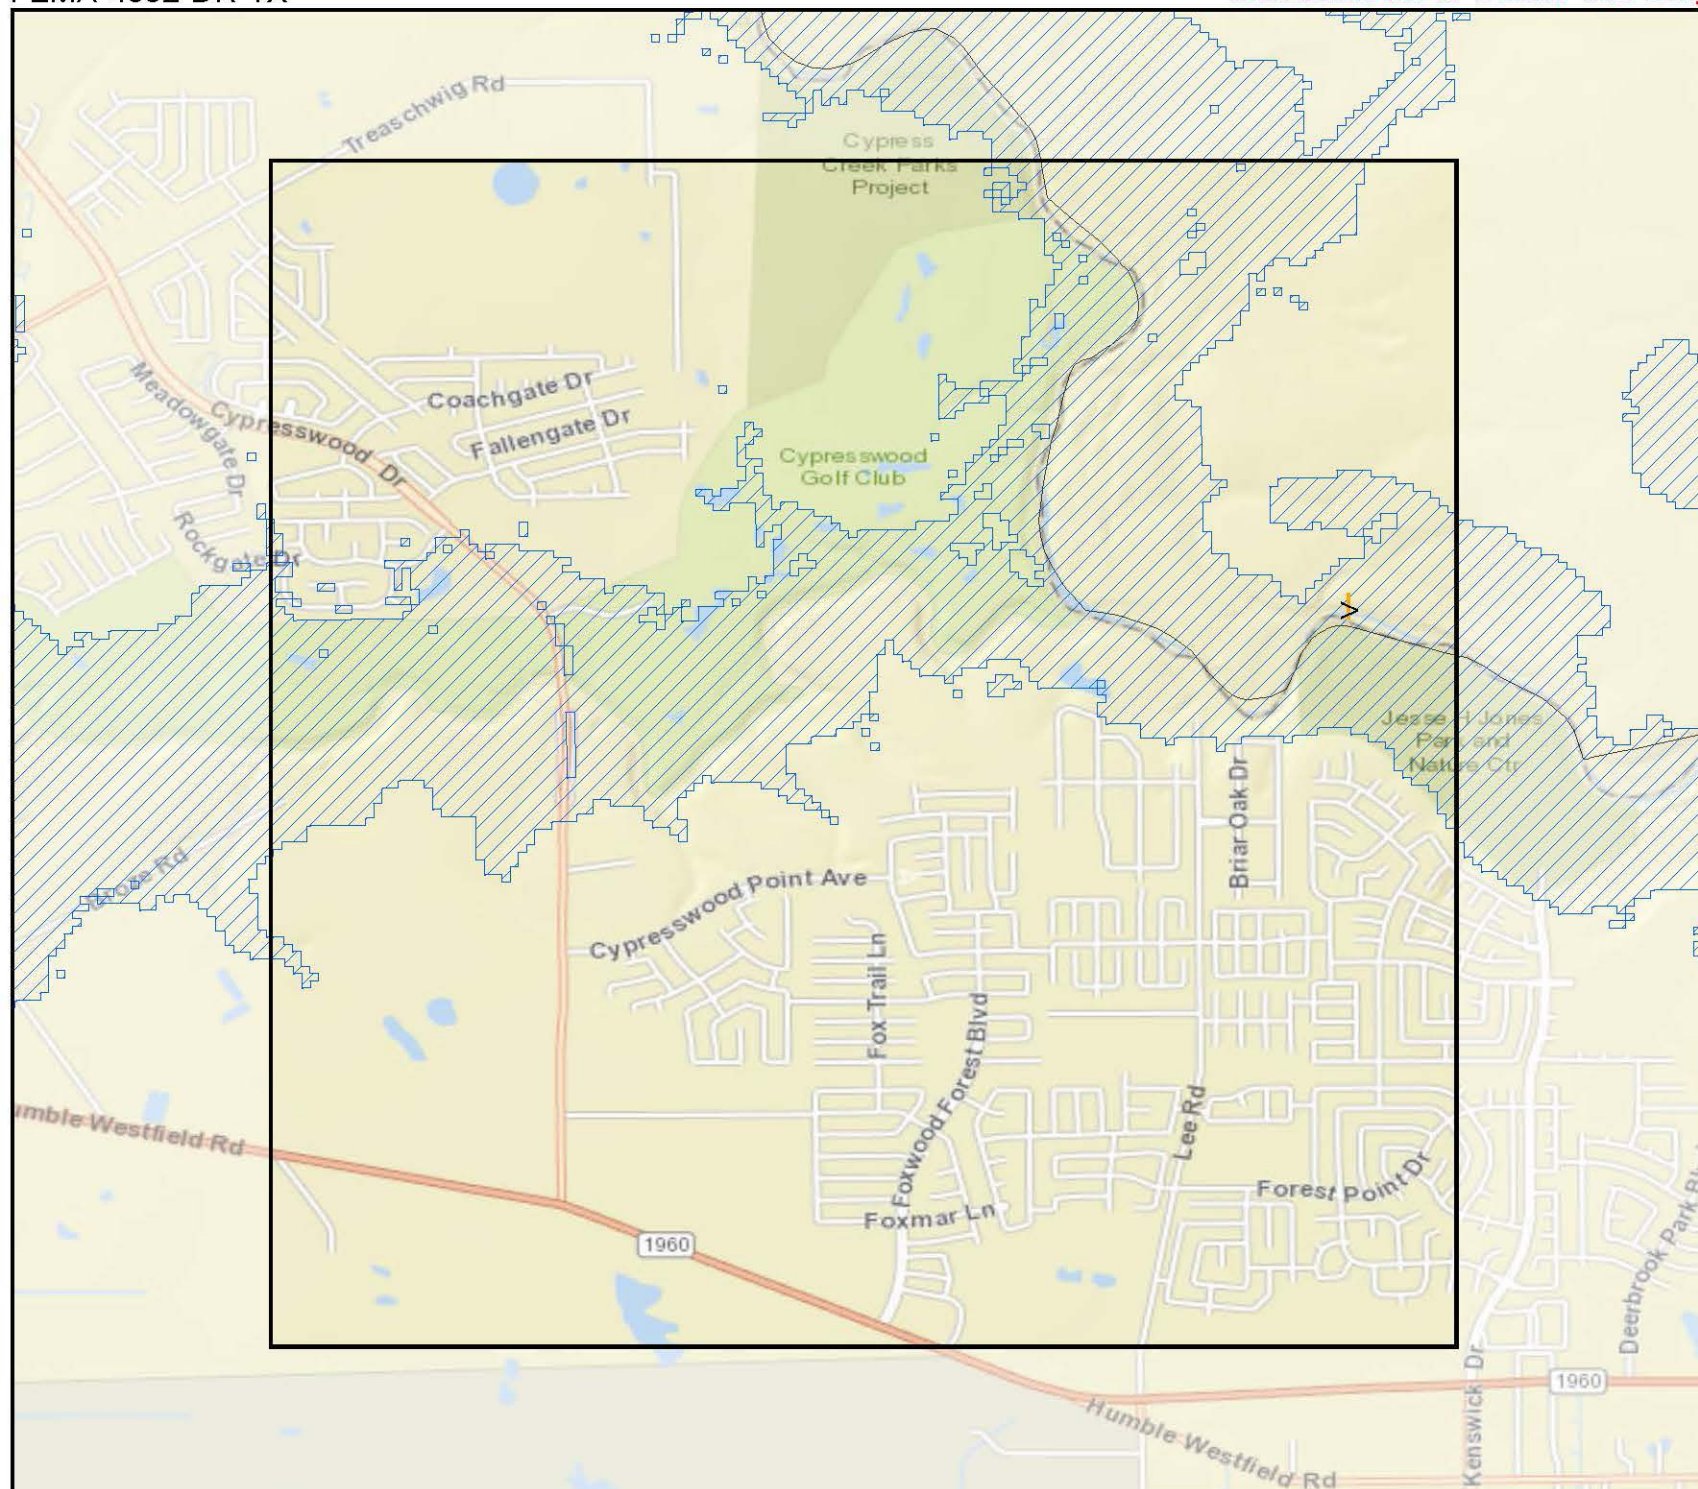 Treaschwig Rd
Cypress
Creek Parks
Project
Meadowgate Dr
Cypresswood Dr
Coachgate Dr
Fallengate Dr
Cypresswood
Golf Club
Rockgate Dr
Jesse H Jones
Park and
Nature Ctr
Briar Oak Dr
Cypresswood Point Ave
Fox Trail Ln
Foxwood Forest Blvd
Lee Rd
umble Westfield Rd
Forest Point Dr
Foxmar Ln
1960
Deerbrook Park
1960
Kenswick Dr
Humble Westfield Rd